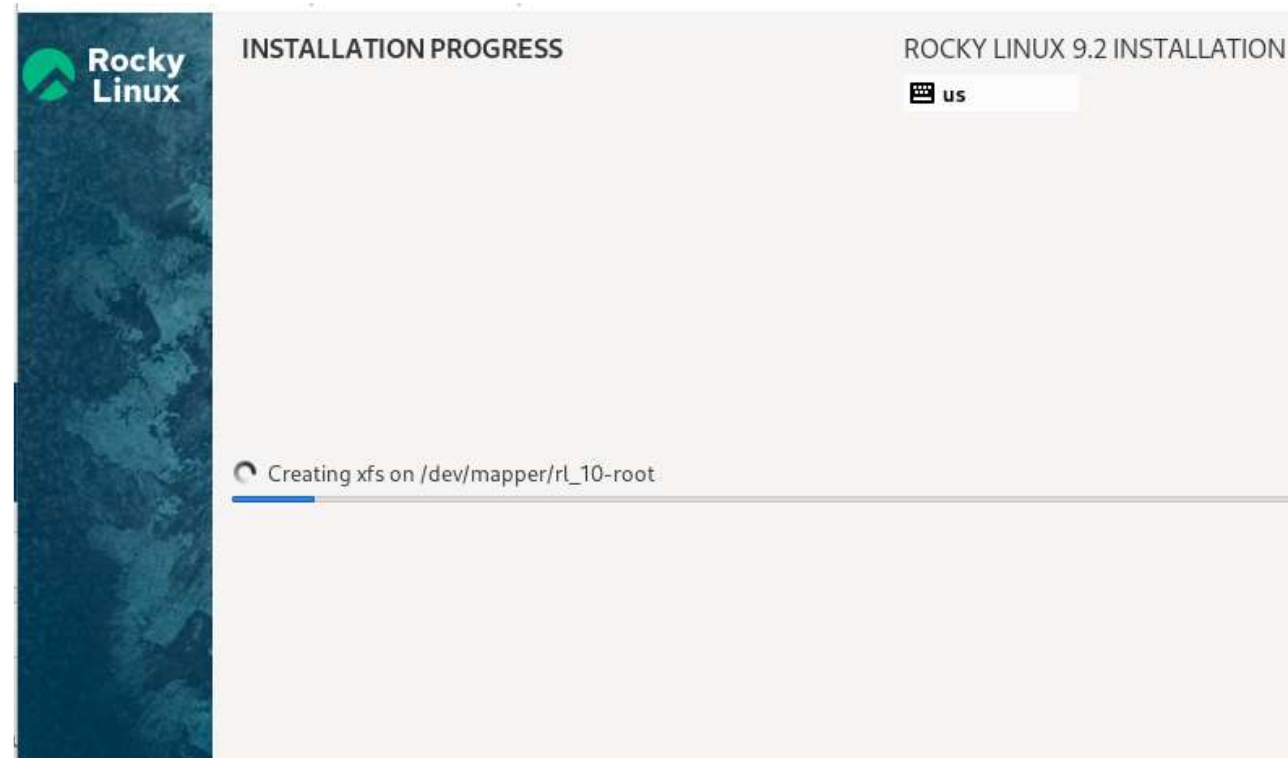 Rocky
Linux
INSTALLATION PROGRESS
ROCKY LINUX 9.2 INSTALLATION
us
Creating xfs on /dev/mapper/rl_10-root